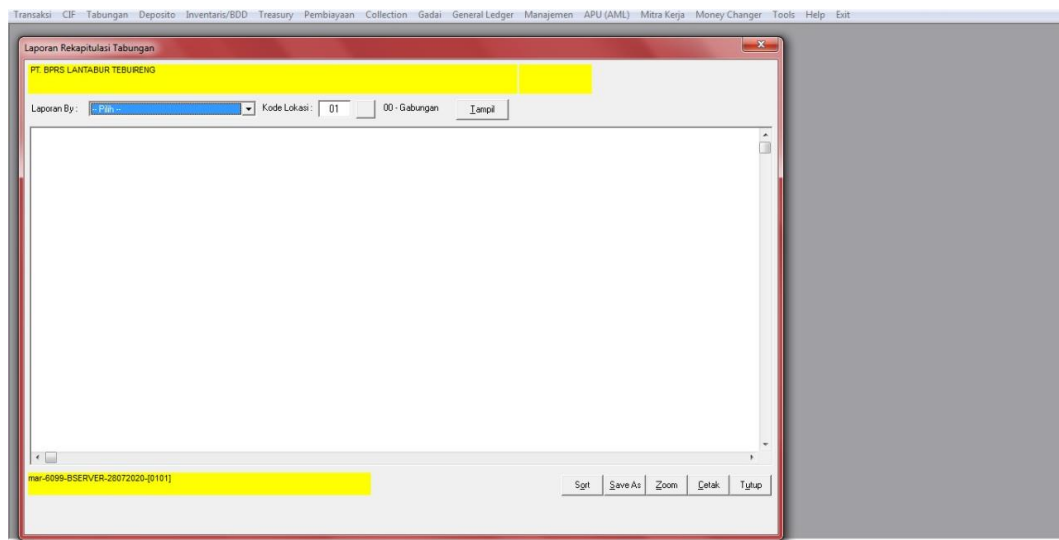 Transaksi CIF Tabungan Deposito Inventaris/BDD Treasury Pembiayaan Collection Gadai General Ledger Manajemen APU (AML) Mitra Kerja Money Changer Tools Help Exit
Laporan Rekapitulasi Tabungan
PT. BPRS LANTABUR TEBUIRENG
Laporan By : -- Pilih -- Kode Lokasi : 01 00 - Gabungan Tampil
mar-6099-BSERVER-28072020-[0101]
Sort Save As Zoom Cetak Tutup